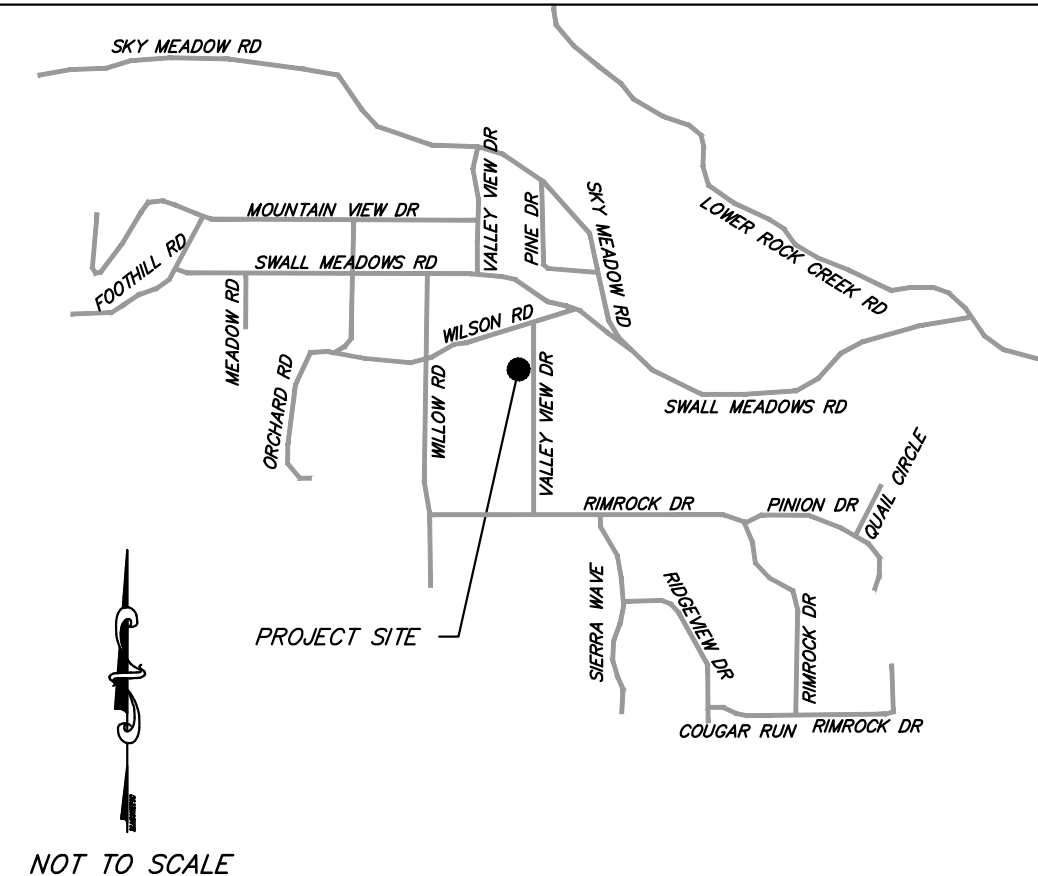 SKY MEADOW RD
VALLEY VIEW DR
PINE DR
SKY MEADOW RD
LOWER ROCK CREEK RD
MOUNTAIN VIEW DR
FOOTHILL RD
SWALL MEADOWS RD
MEADOW RD
WILSON RD
ORCHARD RD
WILLOW RD
VALLEY VIEW DR
SWALL MEADOWS RD
QUAIL CIRCLE
RIMROCK DR
PINION DR
SIERRA WAVE
RIDGEVIEW DR
RIMROCK DR
PROJECT SITE
COUGAR RUN
RIMROCK DR
NOT TO SCALE